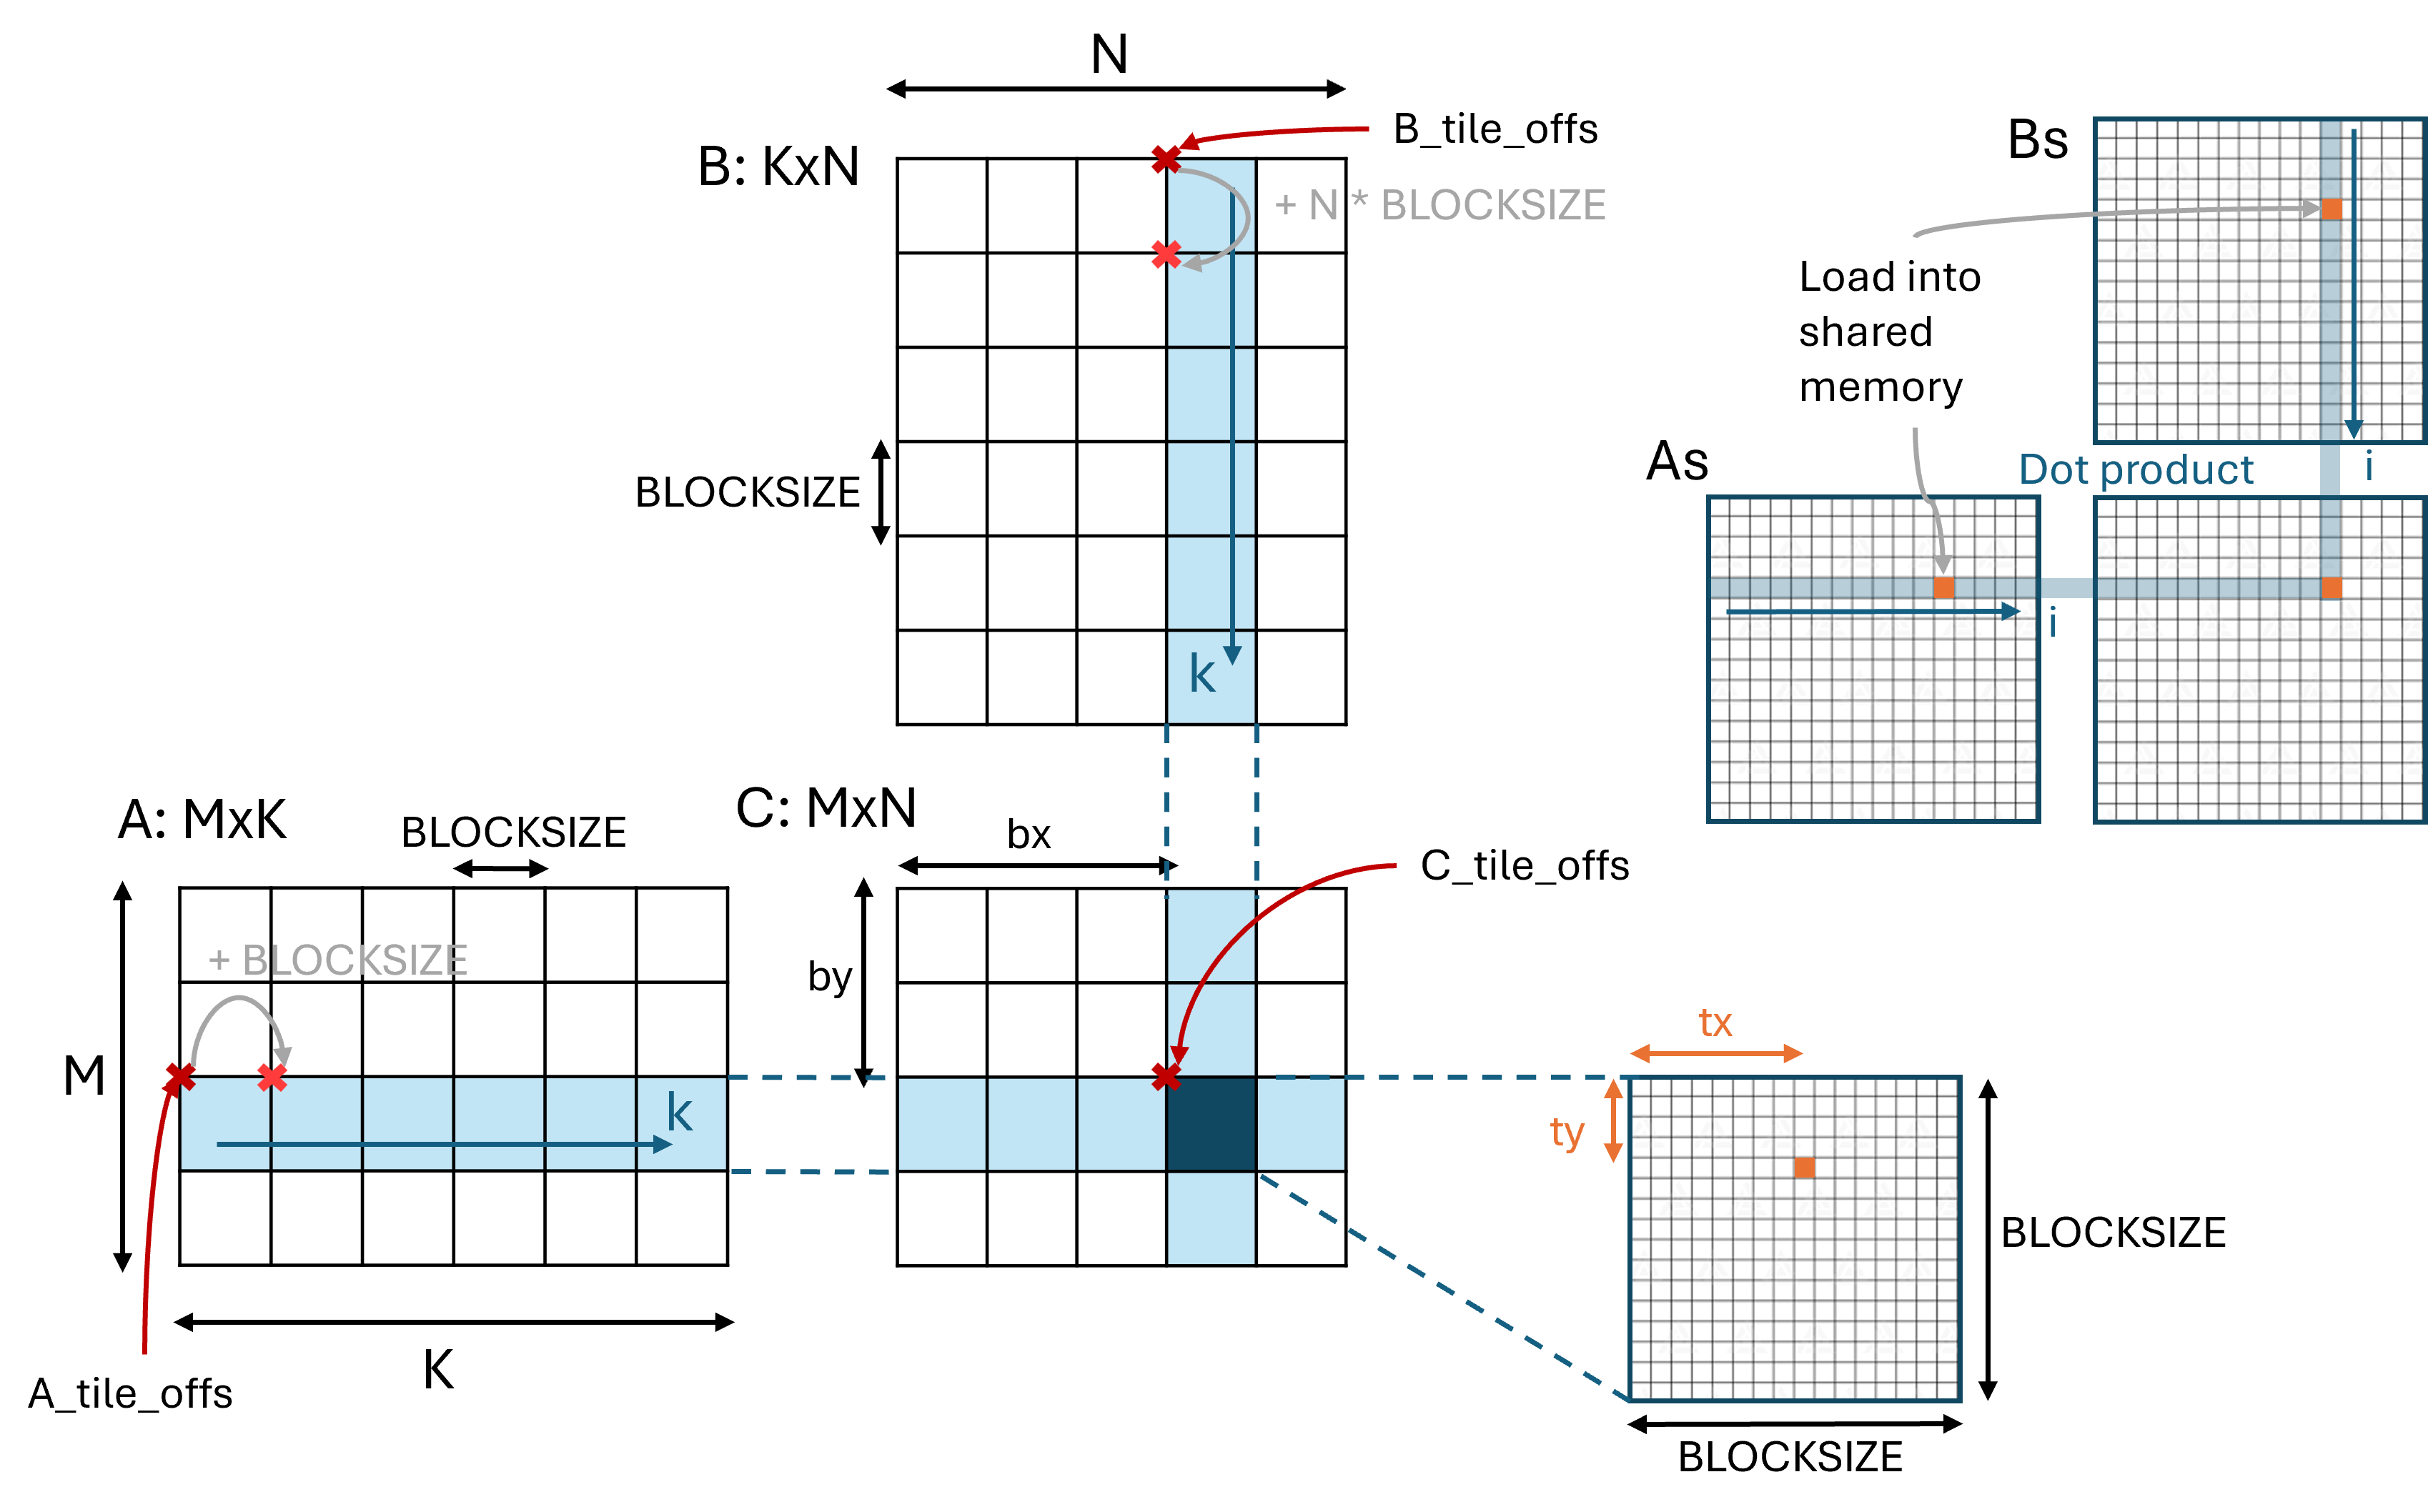 N
B_tile_offs
B: KxN
+ N * BLOCKSIZE
Bs
Load into
shared
memory
BLOCKSIZE
As
Dot product
i
i
k
A: MxK
BLOCKSIZE
C: MxN
bx
C_tile_offs
+ BLOCKSIZE
by
M
k
tx
ty
BLOCKSIZE
K
A_tile_offs
BLOCKSIZE